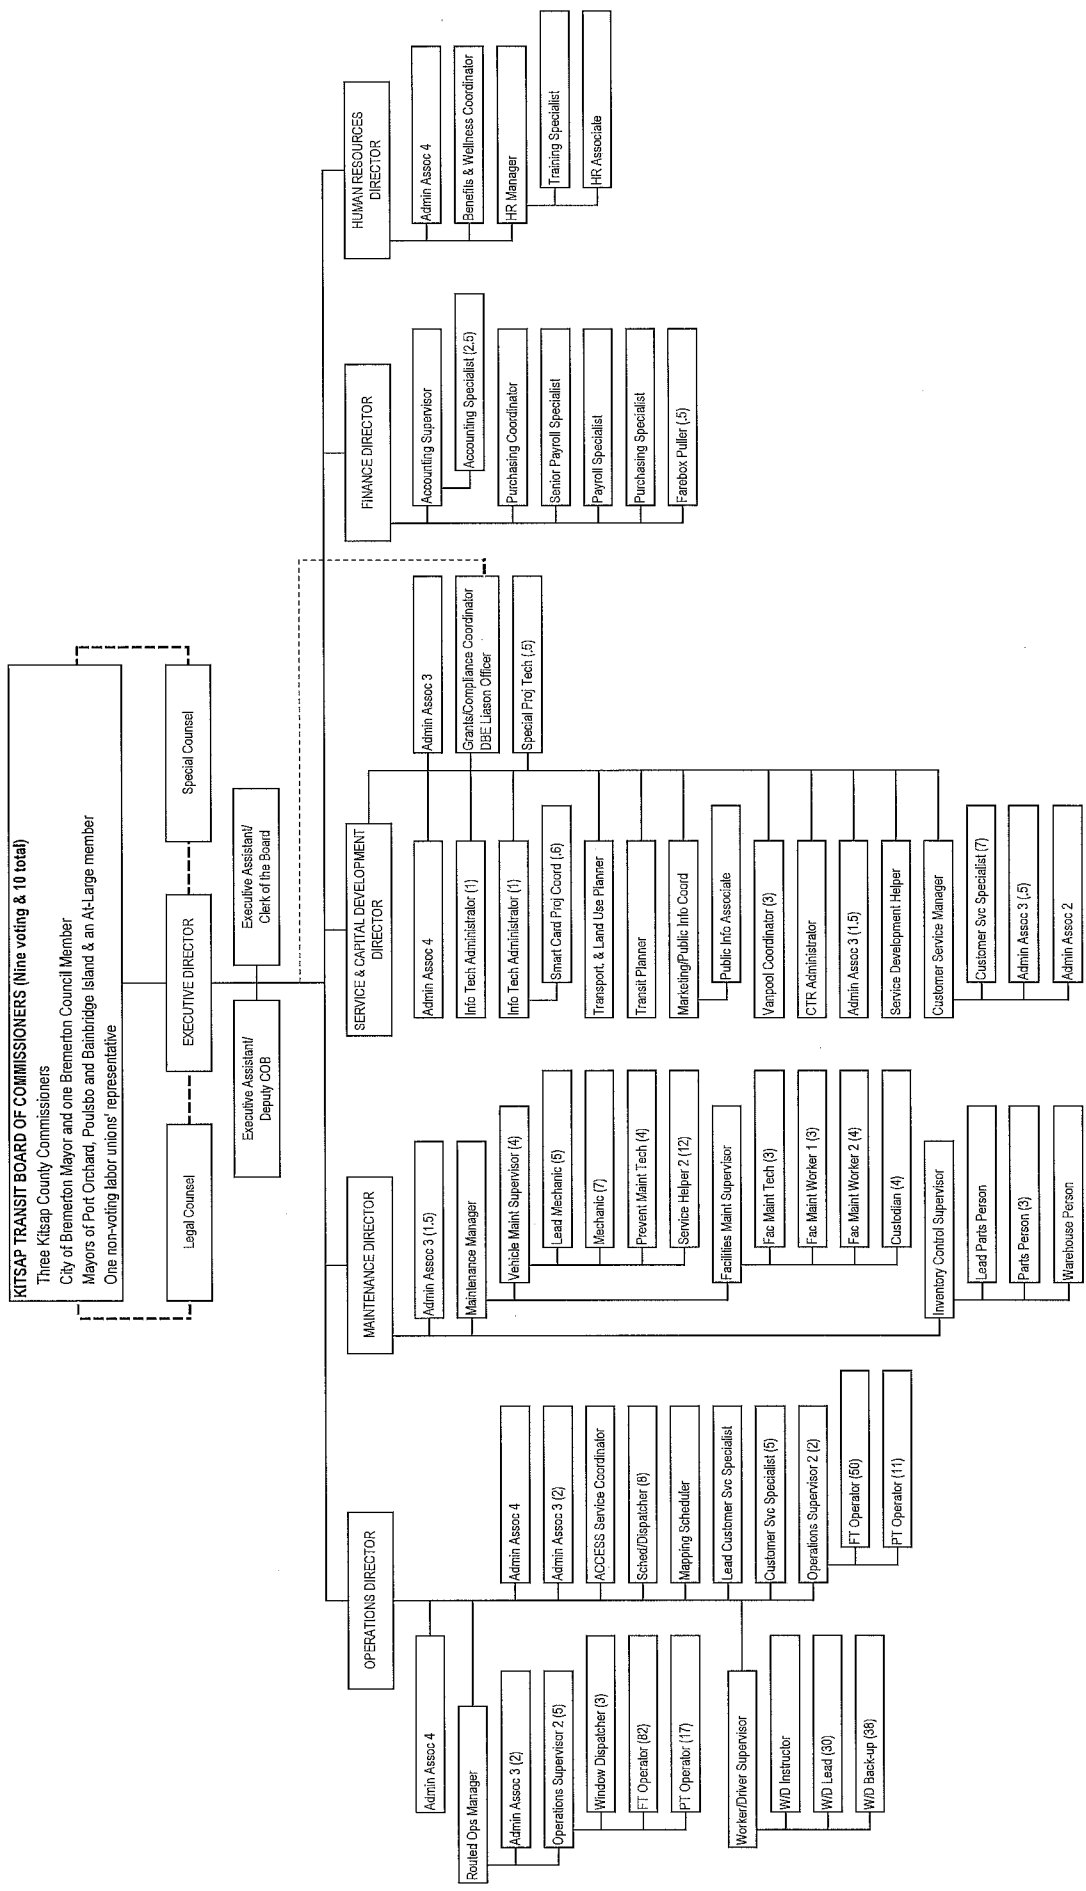 KITSAP TRANSIT BOARD OF COMMISSIONERS (Nine voting & 10 total)
Three Kitsap County Commissioners
City of Bremerton Mayor and one Bremerton Council Member
Mayors of Port Orchard, Poulsbo and Bainbridge Island & an At-Large member
One non-voting labor unions' representative
Legal Counsel
EXECUTIVE DIRECTOR
Special Counsel
Executive Assistant/
Deputy COB
Executive Assistant/
Clerk of the Board
OPERATIONS DIRECTOR
Admin Assoc 4
Routed Ops Manager
Admin Assoc 3 (2)
Operations Supervisor 2 (5)
Window Dispatcher (3)
FT Operator (82)
PT Operator (17)
Worker/Driver Supervisor
W/D Instructor
W/D Lead (30)
W/D Back-up (38)
Admin Assoc 4
Admin Assoc 3 (2)
ACCESS Service Coordinator
Sched/Dispatcher (8)
Mapping Scheduler
Lead Customer Svc Specialist
Customer Svc Specialist (5)
Operations Supervisor 2 (2)
FT Operator (50)
PT Operator (11)
MAINTENANCE DIRECTOR
Admin Assoc 3 (1.5)
Maintenance Manager
Vehicle Maint Supervisor (4)
Lead Mechanic (5)
Mechanic (7)
Prevent Maint Tech (4)
Service Helper 2 (12)
Facilities Maint Supervisor
Fac Maint Tech (3)
Fac Maint Worker 1 (3)
Fac Maint Worker 2 (4)
Custodian (4)
Inventory Control Supervisor
Lead Parts Person
Parts Person (3)
Warehouse Person
SERVICE & CAPITAL DEVELOPMENT
DIRECTOR
Admin Assoc 4
Info Tech Administrator (1)
Info Tech Administrator (1)
Smart Card Proj Coord (.6)
Transport, & Land Use Planner
Transit Planner
Marketing/Public Info Coord
Public Info Associate
Vanpool Coordinator (3)
CTR Administrator
Admin Assoc 3 (1.5)
Service Development Helper
Customer Service Manager
Customer Svc Specialist (7)
Admin Assoc 3 (.5)
Admin Assoc 2
Admin Assoc 3
Grants/Compliance Coordinator
DBE Liason Officer
Special Proj Tech (.5)
FINANCE DIRECTOR
Accounting Supervisor
Accounting Specialist (2.5)
Purchasing Coordinator
Senior Payroll Specialist
Payroll Specialist
Purchasing Specialist
Farebox Puller (.5)
HUMAN RESOURCES
DIRECTOR
Admin Assoc 4
Benefits & Wellness Coordinator
HR Manager
Training Specialist
HR Associate